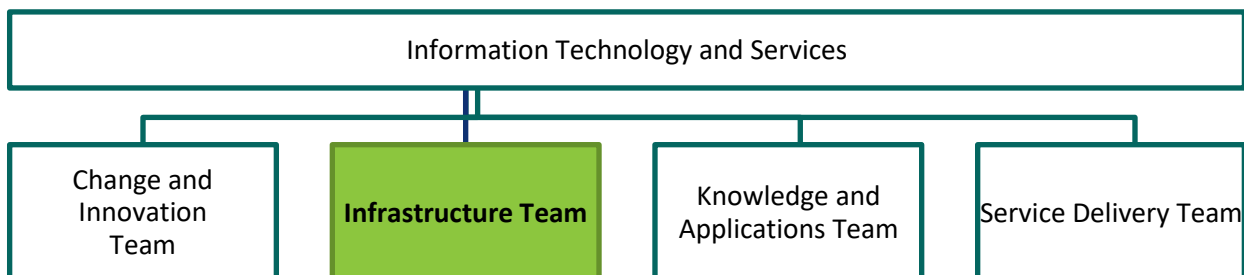 Information Technology and Services
Change and
Innovation
Team
Infrastructure Team
Knowledge and
Applications Team
Service Delivery Team